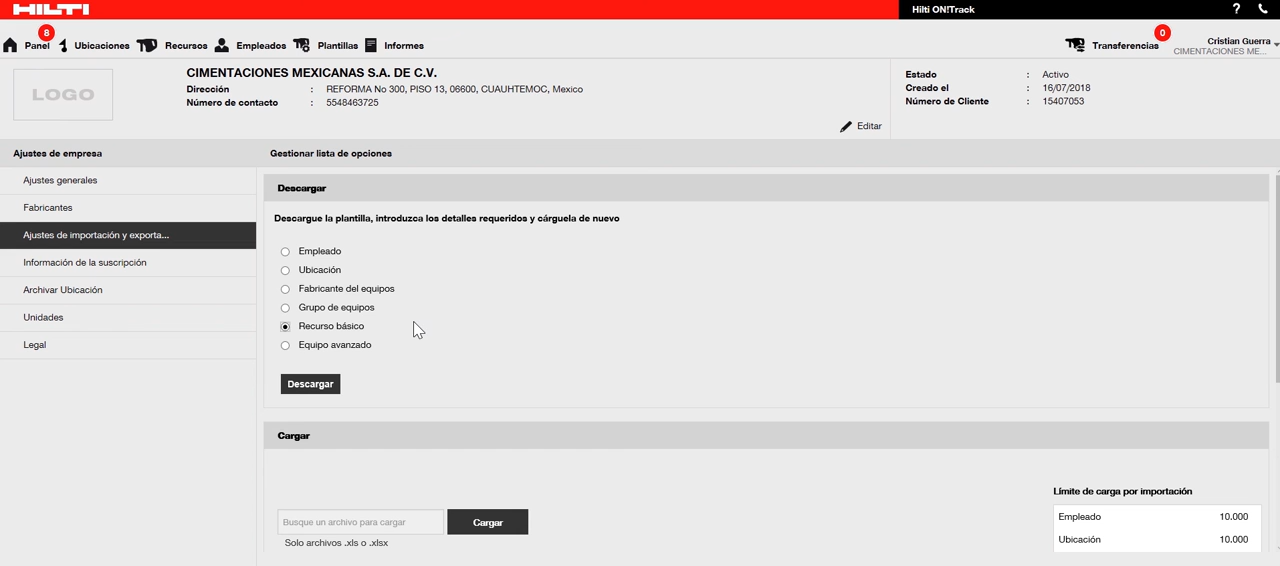 HILTI
Hilti ON!Track
?
8
Panel
Ubicaciones
Recursos
Empleados
Plantillas
Informes
0
Transferencias
Cristian Guerra
CIMENTACIONES ME...
LOGO
CIMENTACIONES MEXICANAS S.A. DE C.V.
Dirección : REFORMA No 300, PISO 13, 06600, CUAUHTEMOC, Mexico
Número de contacto : 5548463725
Editar
Estado : Activo
Creado el : 16/07/2018
Número de Cliente : 15407053
Ajustes de empresa
Ajustes generales
Fabricantes
Ajustes de importación y exporta...
Información de la suscripción
Archivar Ubicación
Unidades
Legal
Gestionar lista de opciones
Descargar
Descargue la plantilla, introduzca los detalles requeridos y cárguela de nuevo
Empleado
Ubicación
Fabricante del equipos
Grupo de equipos
Recurso básico
Equipo avanzado
Descargar
Cargar
Busque un archivo para cargar
Cargar
Solo archivos .xls o .xlsx
Límite de carga por importación
Empleado 10.000
Ubicación 10.000